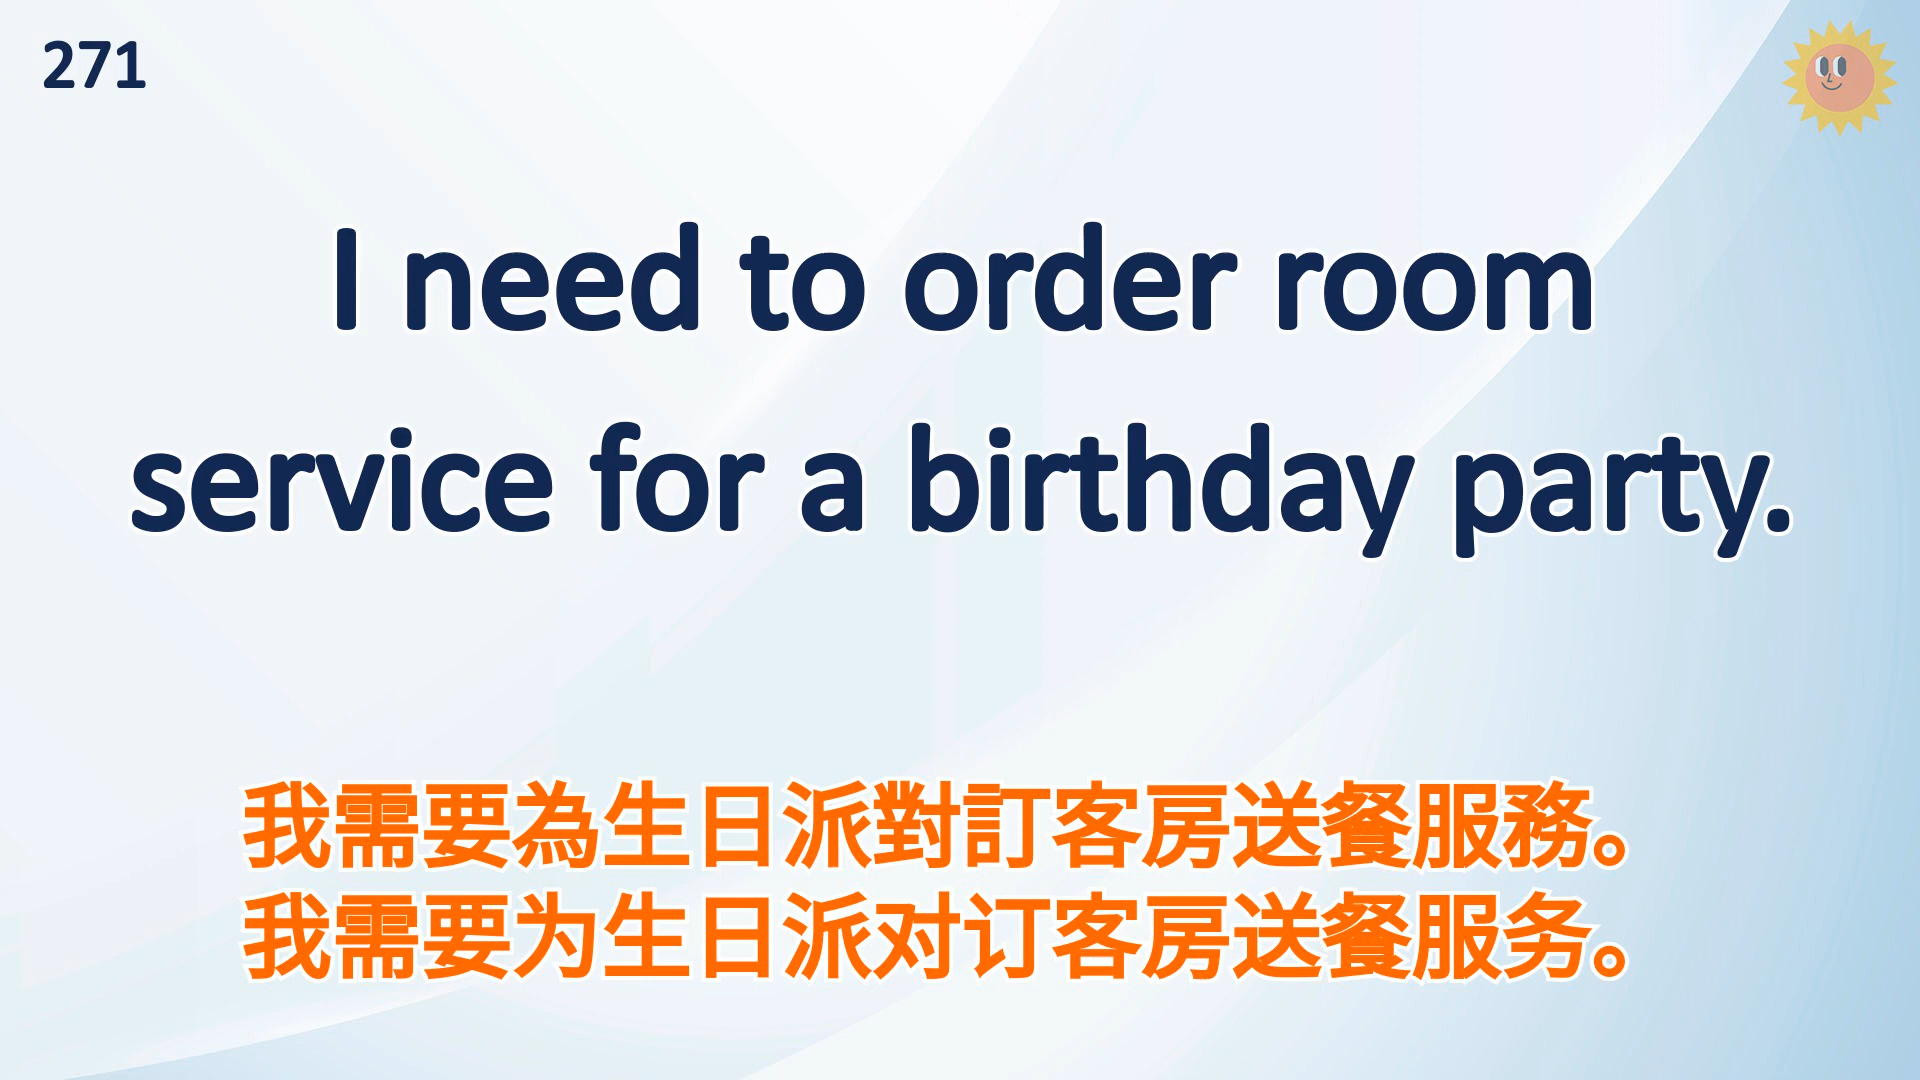 271
I need to order room
service for a birthday party.
我需要為生日派對訂客房送餐服務。
我需要为生日派对订客房送餐服务。